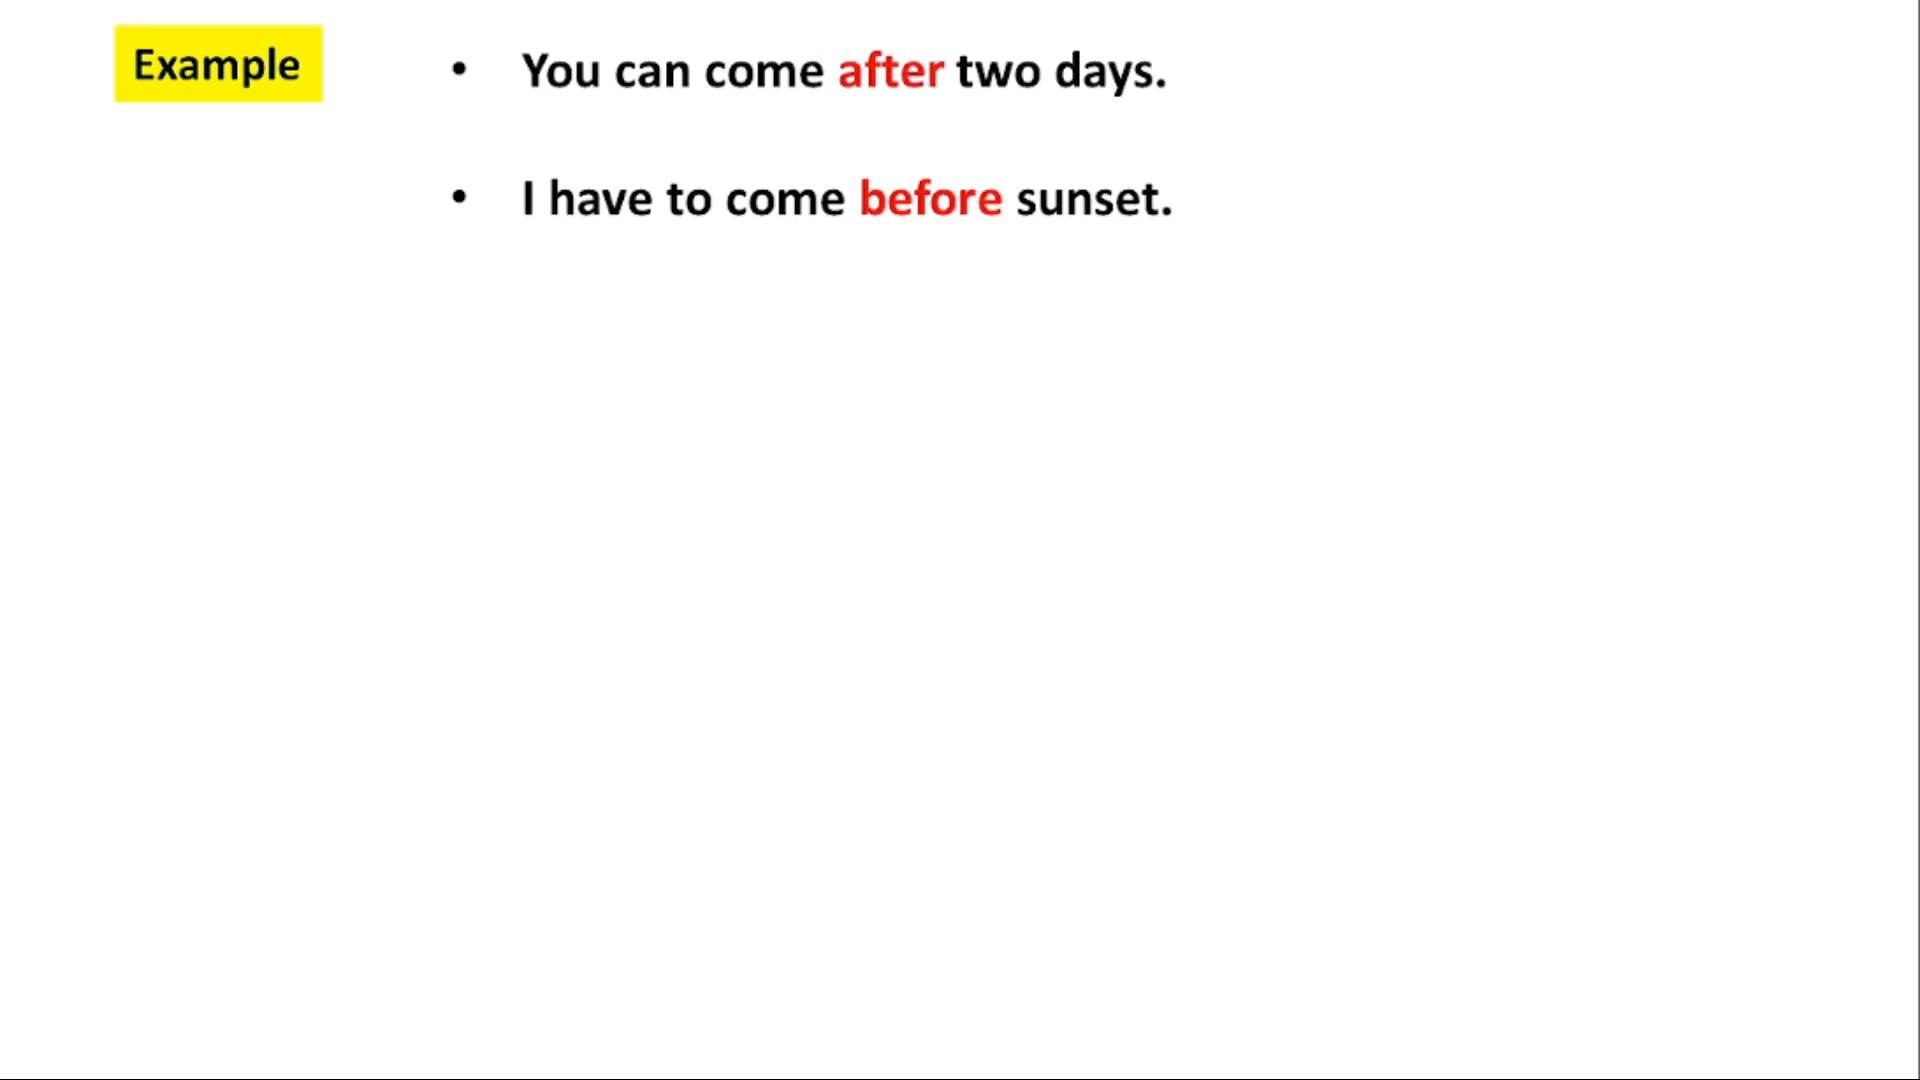 Example
• You can come after two days.
• I have to come before sunset.